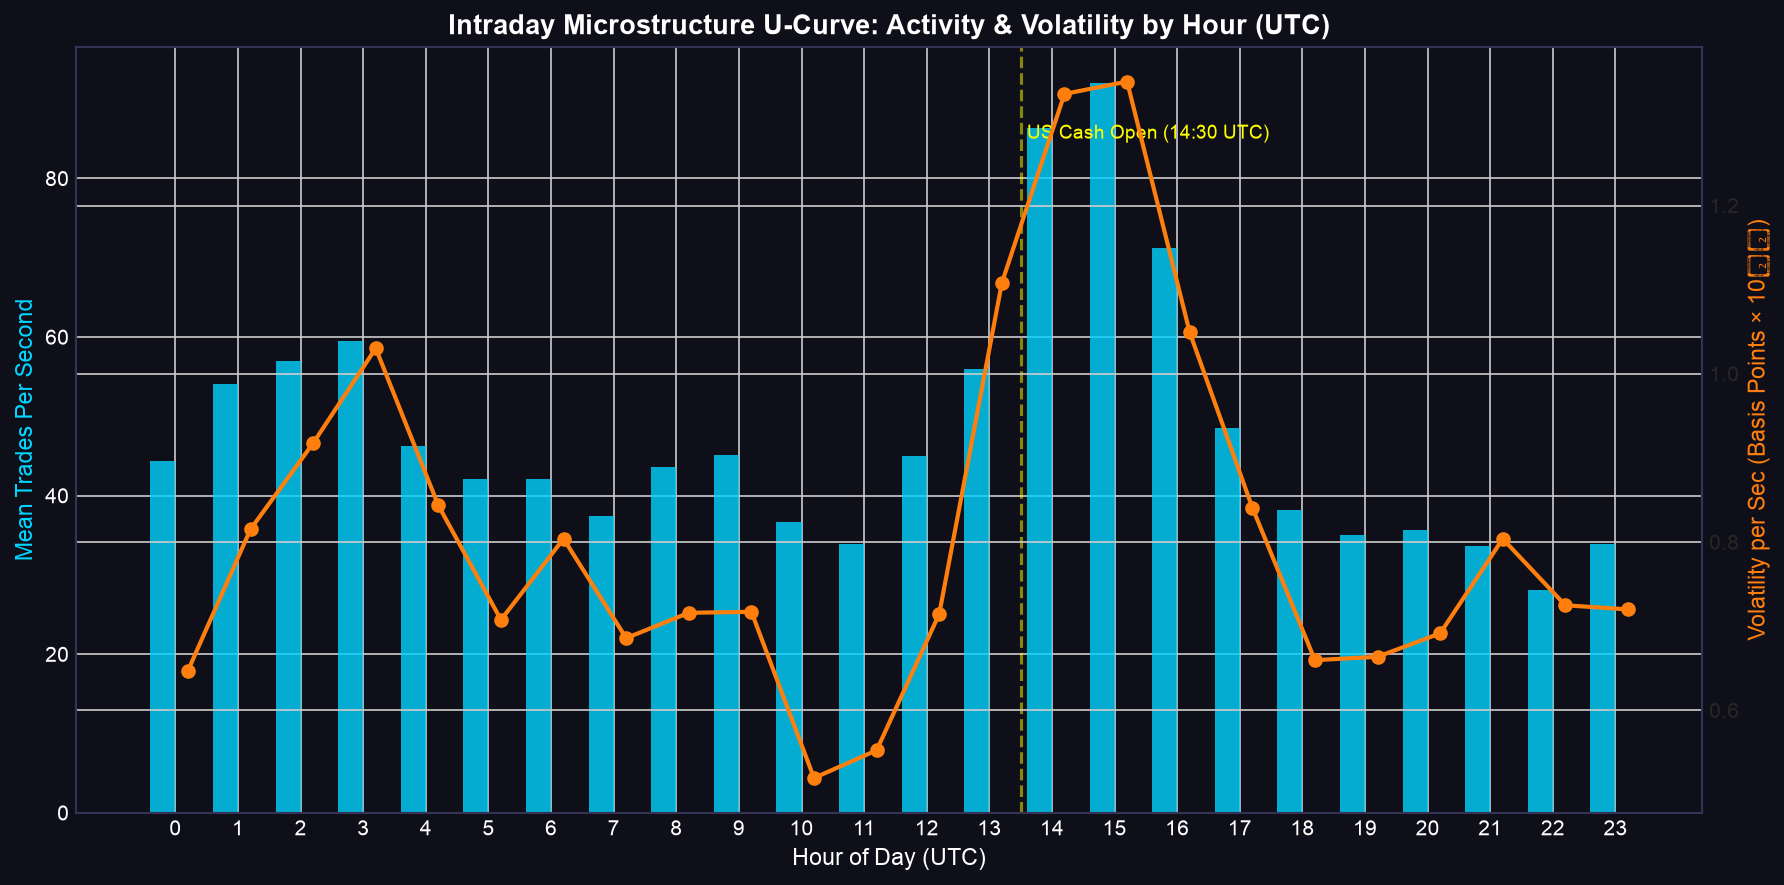 Intraday Microstructure U-Curve: Activity & Volatility by Hour (UTC)
US Cash Open (14:30 UTC)
Mean Trades Per Second
80
60
40
20
0
1.2
1.0
0.8
0.6
Volatility per Sec (Basis Points × 10
0 1 2 3 4 5 6 7 8 9 10 11 12 13 14 15 16 17 18 19 20 21 22 23
Hour of Day (UTC)